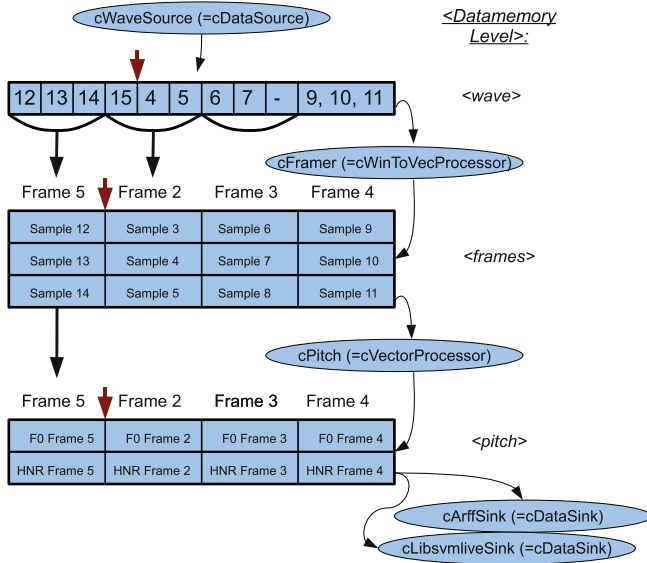 cWaveSource (=cDataSource)
<Datamemory
Level>:
12 13 14 15 4 5 6 7 - 9, 10, 11
<wave>
cFramer (=cWinToVecProcessor)
Frame 5 Frame 2 Frame 3 Frame 4
Sample 12 Sample 3 Sample 6 Sample 9
Sample 13 Sample 4 Sample 7 Sample 10
<frames>
Sample 14 Sample 5 Sample 8 Sample 11
cPitch (=cVectorProcessor)
Frame 5 Frame 2 Frame 3 Frame 4
F0 Frame 5 F0 Frame 2 F0 Frame 3 F0 Frame 4
<pitch>
HNR Frame 5 HNR Frame 2 HNR Frame 3 HNR Frame 4
cArffSink (=cDataSink)
cLibsvmliveSink (=cDataSink)